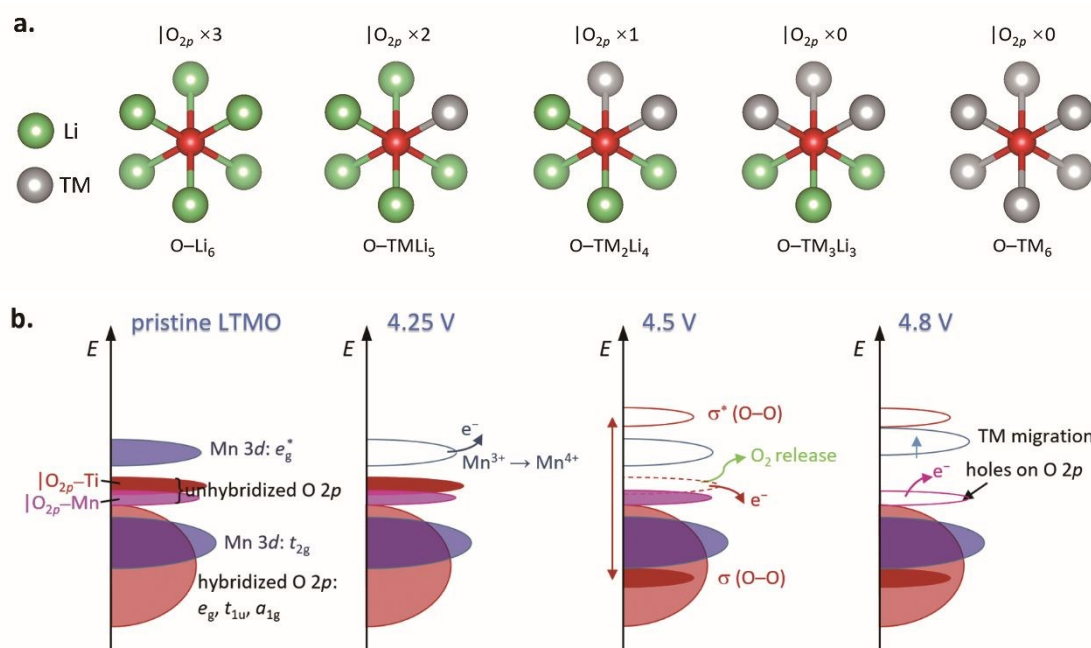 a.
|O2p ×3
|O2p ×2
|O2p ×1
|O2p ×0
|O2p ×0
Li
TM
O–Li6
O–TMLi5
O–TM2Li4
O–TM3Li3
O–TM6
b.
pristine LTMO
4.25 V
4.5 V
4.8 V
E
E
E
E
Mn 3d: eg*
|O2p–Ti
|O2p–Mn
unhybridized O 2p
Mn 3d: t2g
hybridized O 2p:
eg, t1u, a1g
e–
Mn3+ → Mn4+
σ* (O–O)
O2 release
e–
σ (O–O)
TM migration
e–
holes on O 2p